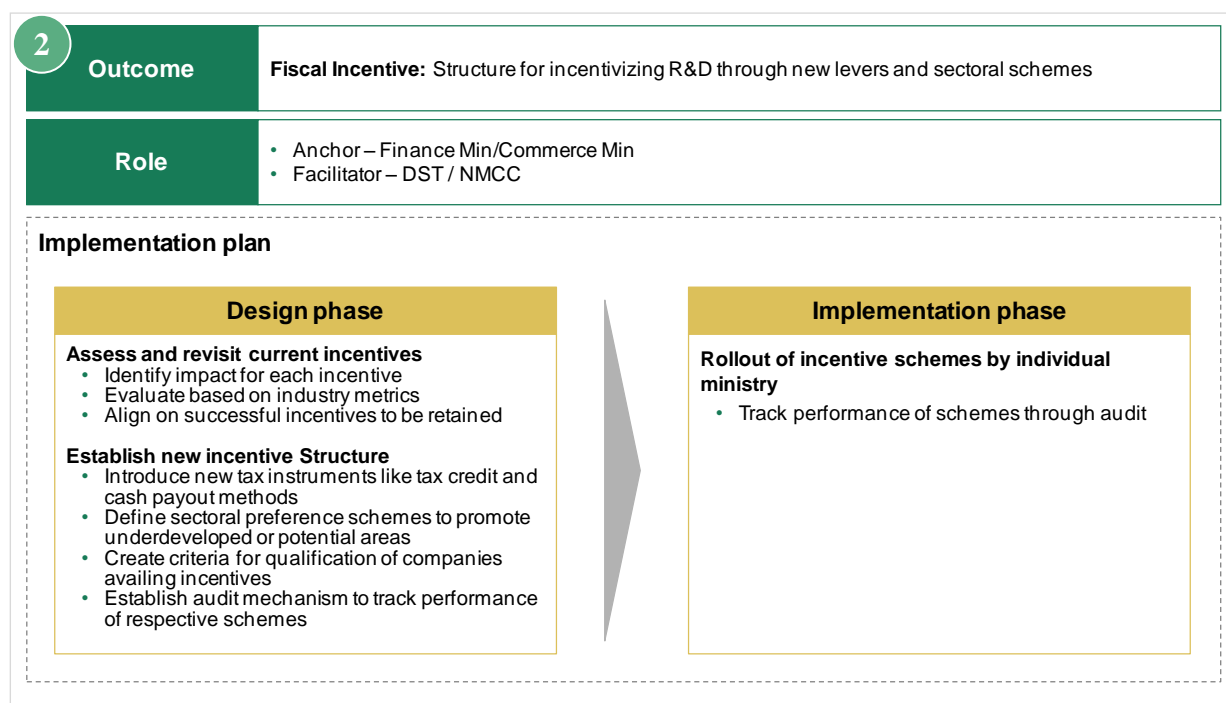 2
Outcome
Fiscal Incentive: Structure for incentivizing R&D through new levers and sectoral schemes
Role
• Anchor – Finance Min/Commerce Min
• Facilitator – DST / NMCC
Implementation plan
Design phase
Assess and revisit current incentives
• Identify impact for each incentive
• Evaluate based on industry metrics
• Align on successful incentives to be retained
Establish new incentive Structure
• Introduce new tax instruments like tax credit and
cash payout methods
• Define sectoral preference schemes to promote
underdeveloped or potential areas
• Create criteria for qualification of companies
availing incentives
• Establish audit mechanism to track performance
of respective schemes
Implementation phase
Rollout of incentive schemes by individual
ministry
• Track performance of schemes through audit